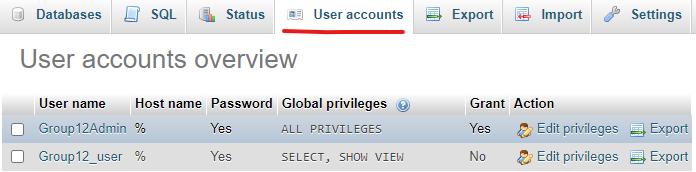 Databases SQL Status User accounts Export Import Settings
User accounts overview
User name Host name Password Global privileges Grant Action
Group12Admin % Yes ALL PRIVILEGES Yes Edit privileges Export
Group12_user % Yes SELECT, SHOW VIEW No Edit privileges Export